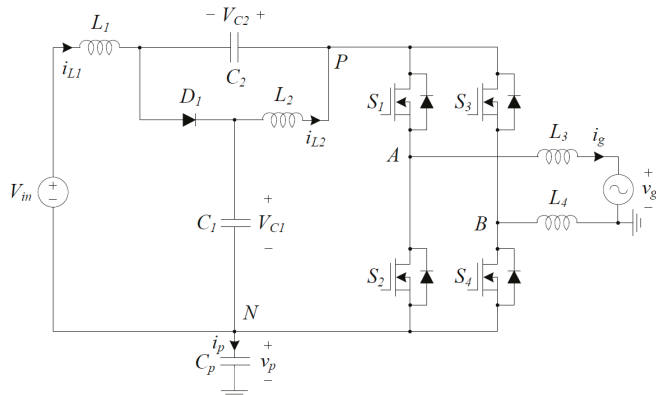 L1
− VC2 +
iL1
C2
P
D1
L2
iL2
S1
S3
A
L3
ig
Vin
+
−
C1
+
VC1
−
+
vg
−
L4
B
S2
S4
N
ip
Cp
+
vp
−